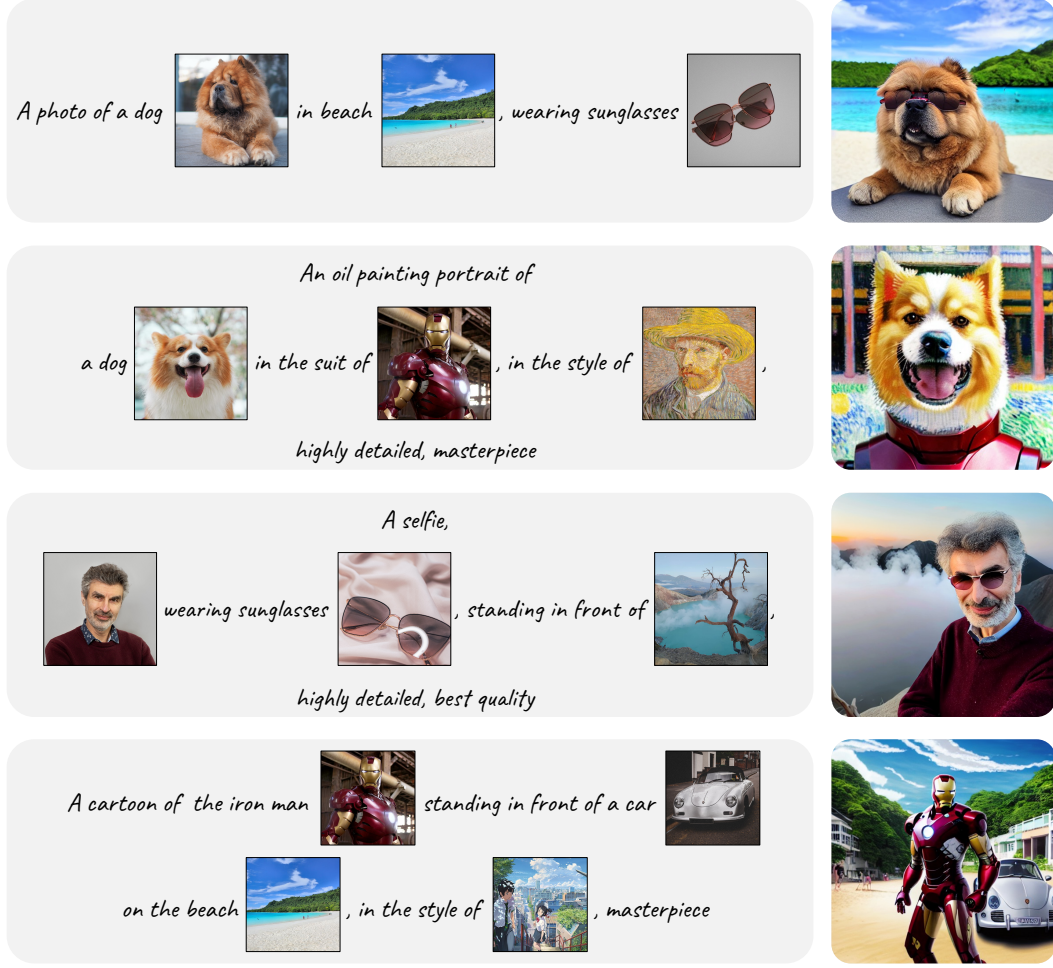 A photo of a dog in beach , wearing sunglasses
An oil painting portrait of
a dog in the suit of , in the style of ,
highly detailed, masterpiece
A selfie,
wearing sunglasses , standing in front of ,
highly detailed, best quality
A cartoon of the iron man standing in front of a car
on the beach , in the style of , masterpiece